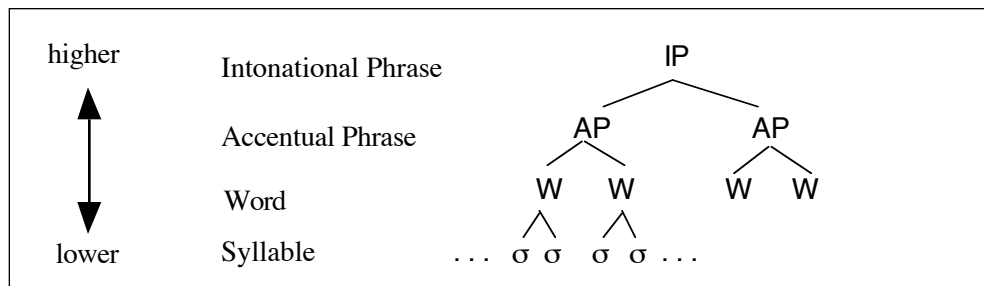 higher
IP
Intonational Phrase
AP AP
Accentual Phrase
W W W W
Word
lower Syllable . . . σ σ σ σ . . .